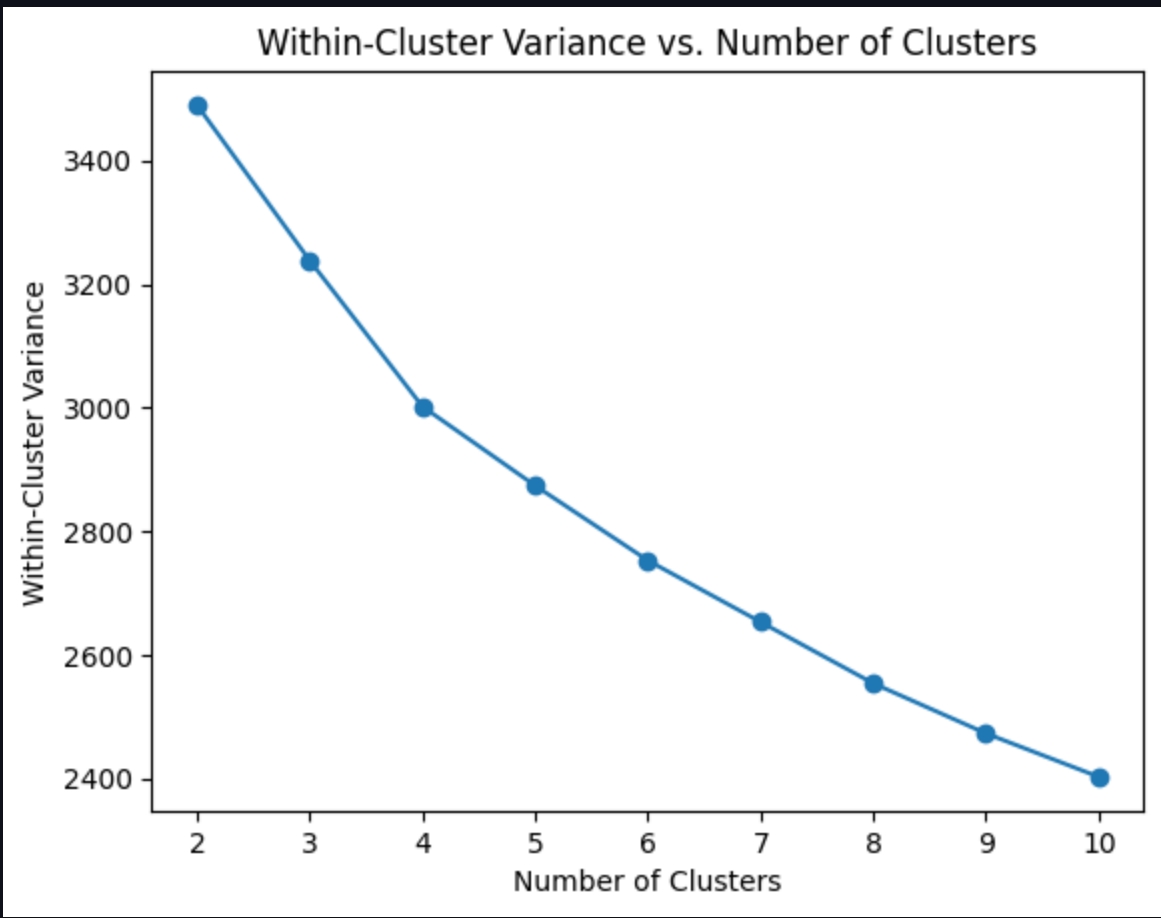 Within-Cluster Variance vs. Number of Clusters
Within-Cluster Variance
3400
3200
3000
2800
2600
2400
2 3 4 5 6 7 8 9 10
Number of Clusters